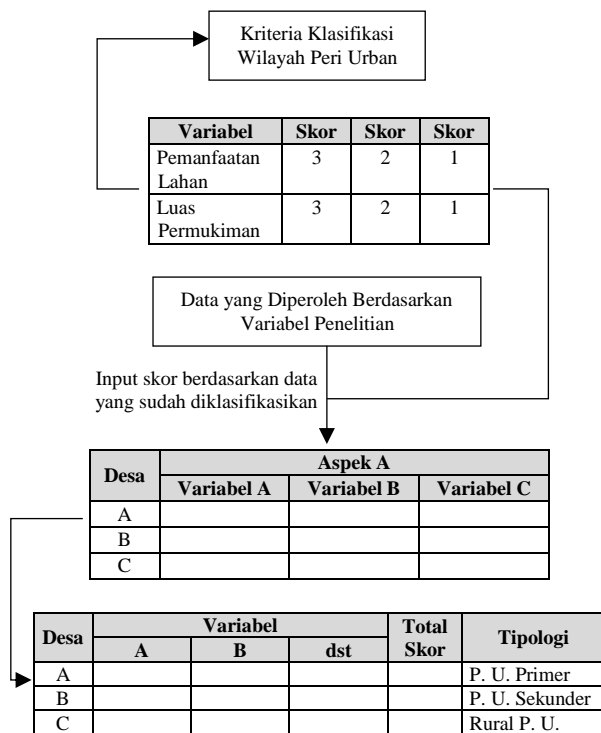 Kriteria Klasifikasi
Wilayah Peri Urban
Variabel Skor Skor Skor
Pemanfaatan 3 2 1
Lahan
Luas 3 2 1
Permukiman
Data yang Diperoleh Berdasarkan
Variabel Penelitian
Input skor berdasarkan data
yang sudah diklasifikasikan
Desa Aspek A
Variabel A Variabel B Variabel C
A
B
C
Desa Variabel Total Skor Tipologi
A B dst
A P. U. Primer
B P. U. Sekunder
C Rural P. U.